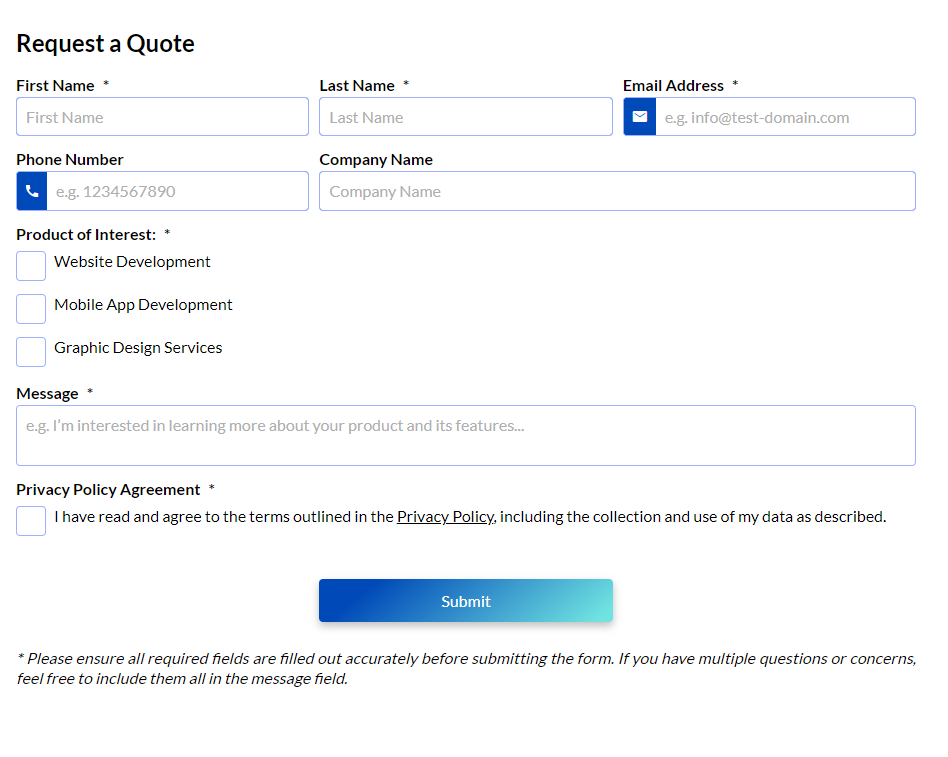 Request a Quote
First Name *
Last Name *
Email Address *
First Name
Last Name
e.g. info@test-domain.com
Phone Number
Company Name
e.g. 1234567890
Company Name
Product of Interest: *
Website Development
Mobile App Development
Graphic Design Services
Message *
e.g. I'm interested in learning more about your product and its features...
Privacy Policy Agreement *
I have read and agree to the terms outlined in the Privacy Policy, including the collection and use of my data as described.
Submit
* Please ensure all required fields are filled out accurately before submitting the form. If you have multiple questions or concerns,
feel free to include them all in the message field.